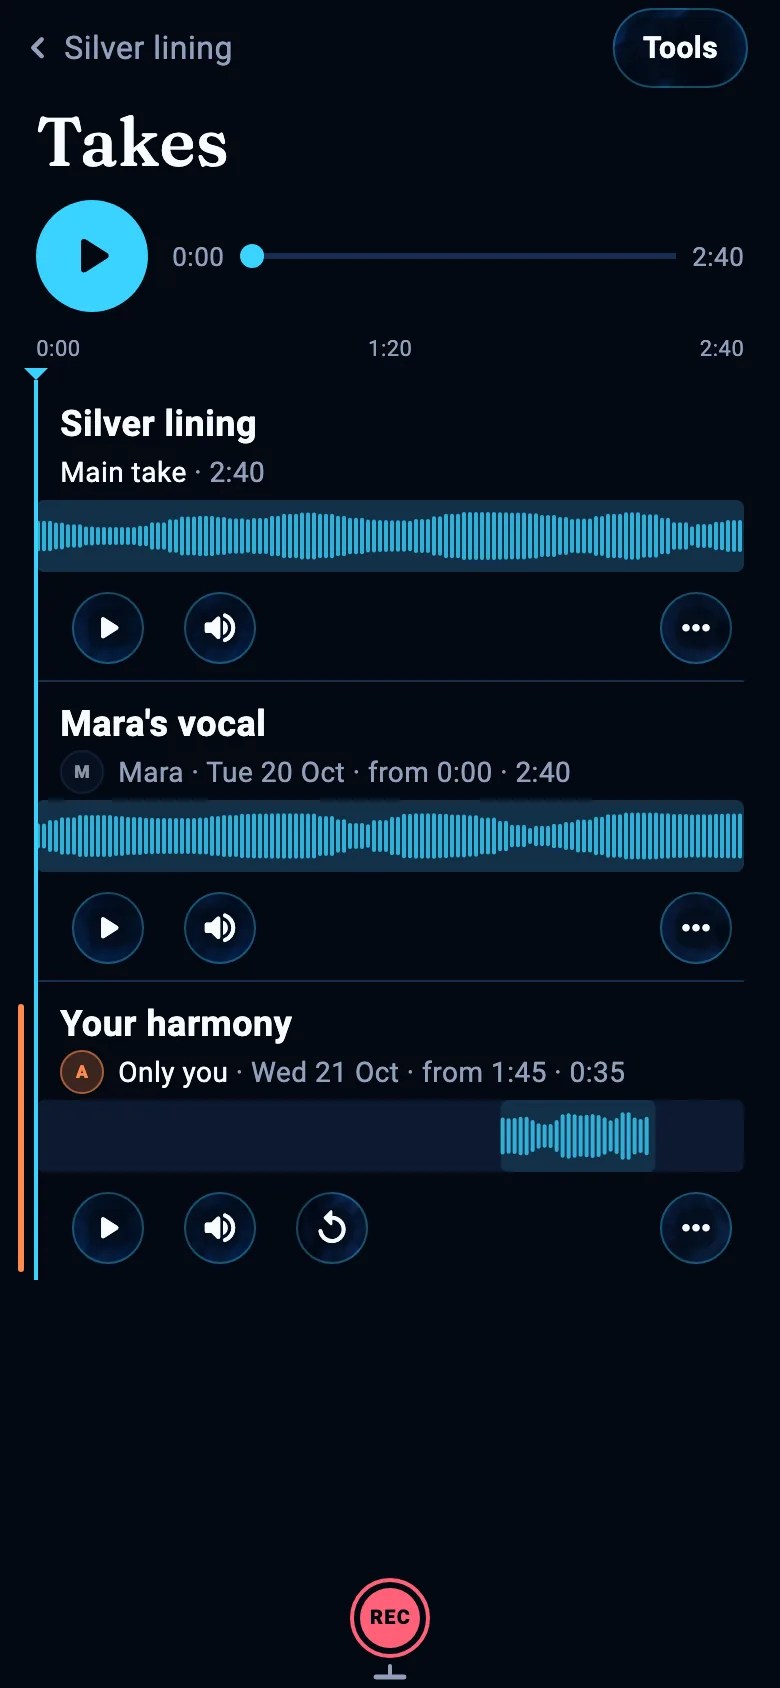 Silver lining
Tools
Takes
0:00
2:40
0:00
1:20
2:40
Silver lining
Main take · 2:40
Mara's vocal
M
Mara · Tue 20 Oct · from 0:00 · 2:40
Your harmony
A
Only you · Wed 21 Oct · from 1:45 · 0:35
REC